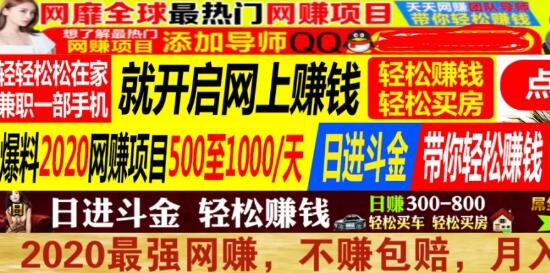 网靡全球最热门网赚项目
天天网赚团队导师
带你轻松赚钱
想了解最热门
网赚项目
添加导师QQ
轻轻松松在家
兼职一部手机
就开启网上赚钱
轻松赚钱
轻松买房
点
爆料2020网赚项目500至1000/天
日进斗金
带你轻松赚钱
日进斗金 轻松赚钱
日赚300-800
轻松买车 轻松买房
2020最强网赚，不赚包赔，月入